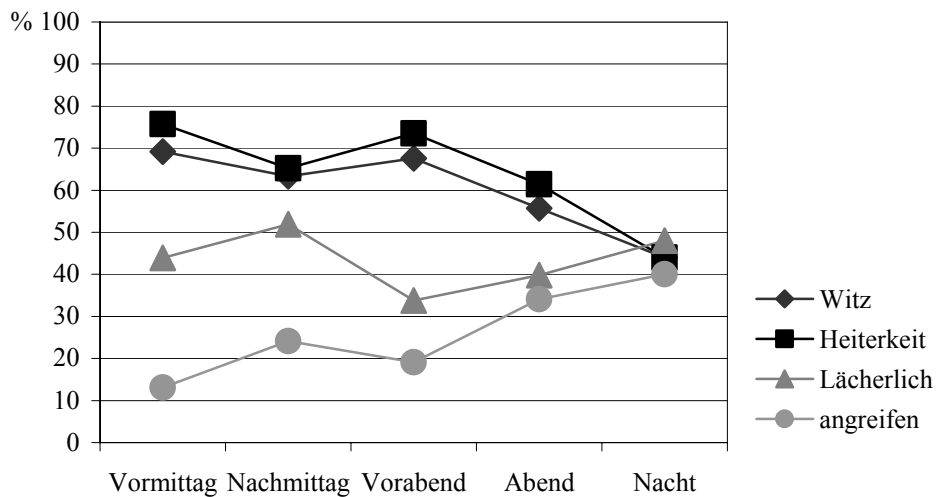 % 100
90
80
70
60
50
40
30
20
10
0
Vormittag Nachmittag Vorabend Abend Nacht
Witz
Heiterkeit
Lächerlich
angreifen